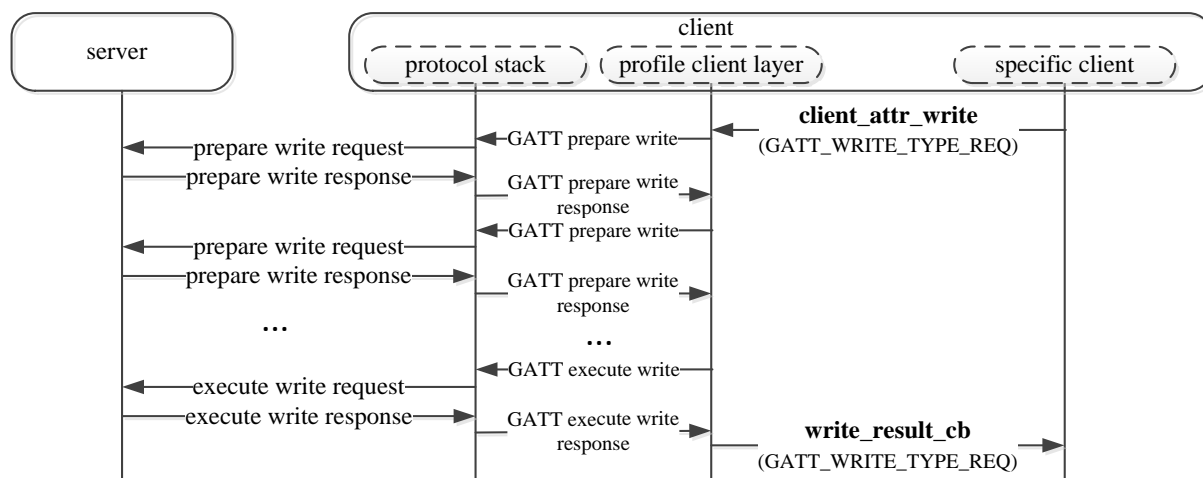 client
server
protocol stack
profile client layer
specific client
client_attr_write
(GATT_WRITE_TYPE_REQ)
GATT prepare write
prepare write request
prepare write response
GATT prepare write
response
GATT prepare write
prepare write request
prepare write response
GATT prepare write
response
...
...
GATT execute write
execute write request
execute write response
GATT execute write
response
write_result_cb
(GATT_WRITE_TYPE_REQ)